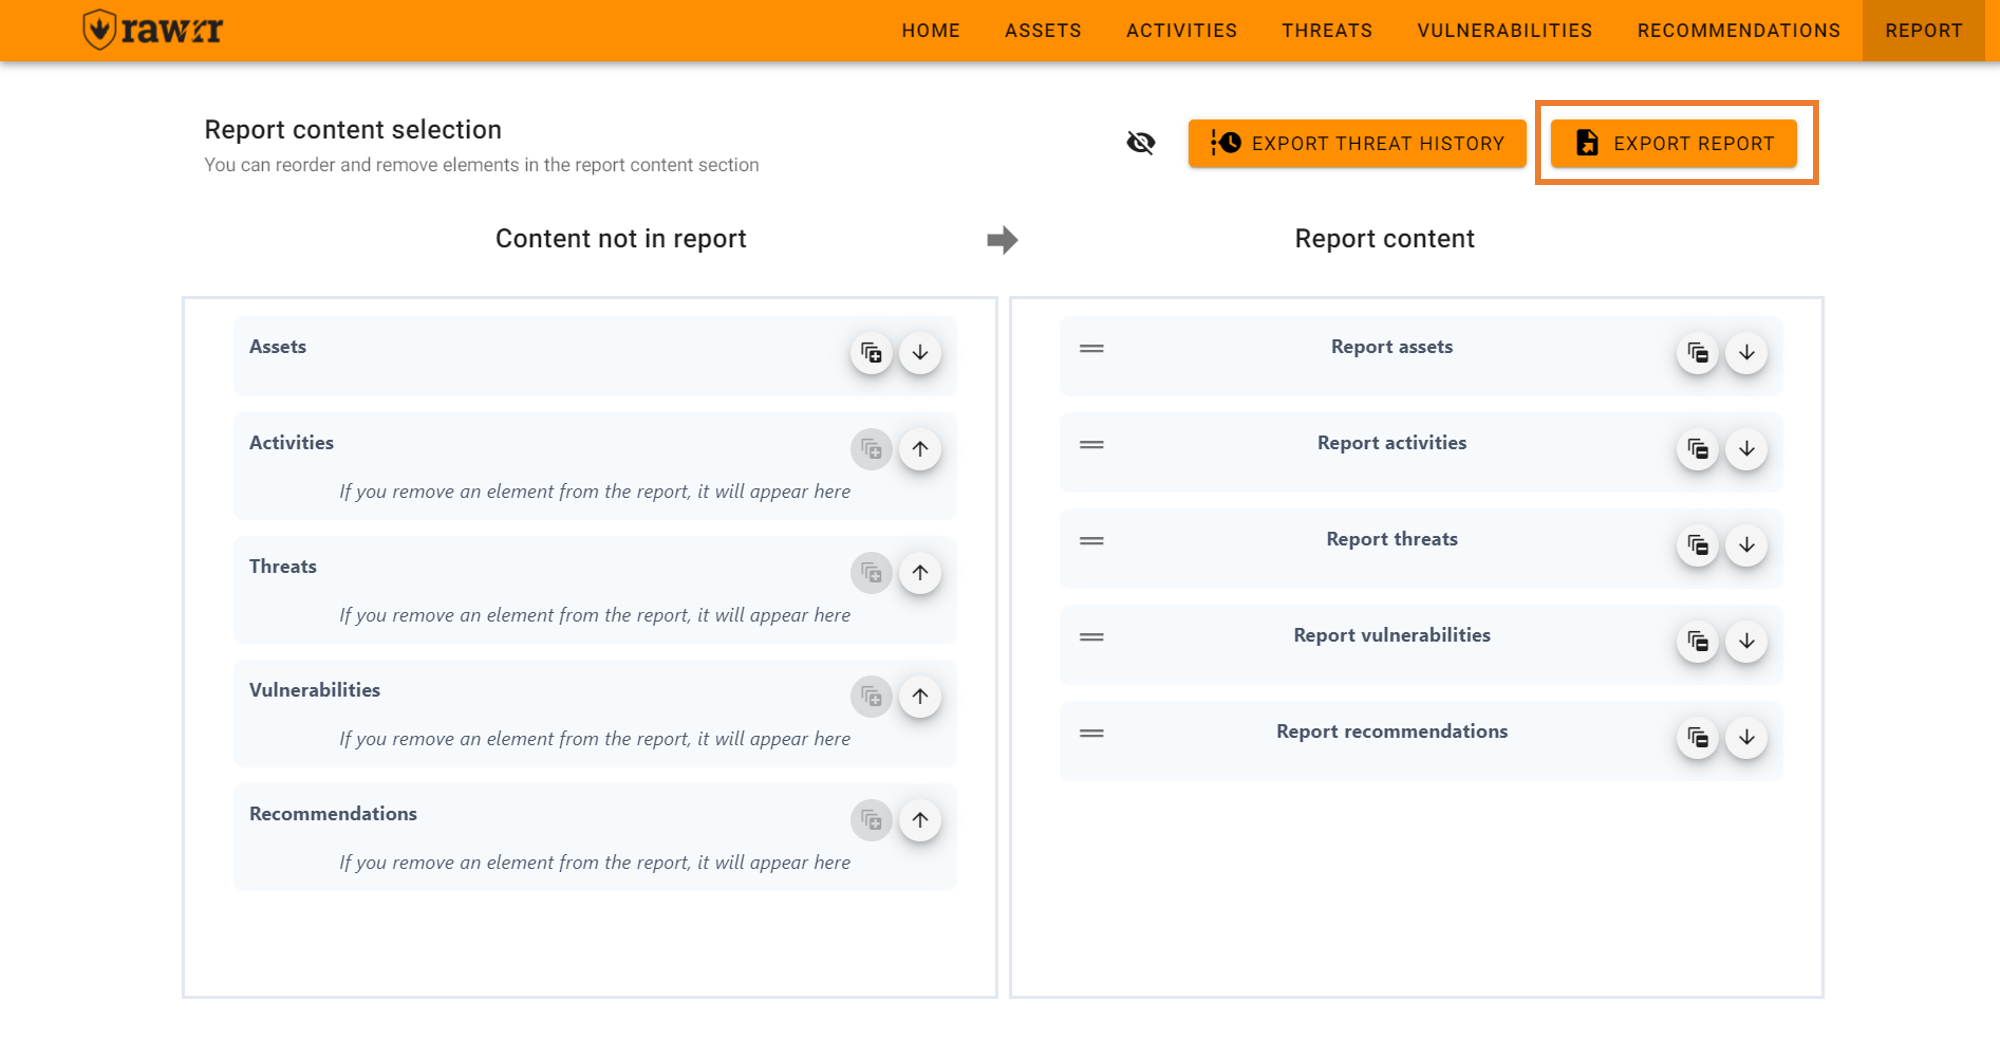 rawrr
HOME ASSETS ACTIVITIES THREATS VULNERABILITIES RECOMMENDATIONS REPORT
Report content selection
You can reorder and remove elements in the report content section
EXPORT THREAT HISTORY
EXPORT REPORT
Content not in report
Report content
Assets
Activities
If you remove an element from the report, it will appear here
Threats
If you remove an element from the report, it will appear here
Vulnerabilities
If you remove an element from the report, it will appear here
Recommendations
If you remove an element from the report, it will appear here
Report assets
Report activities
Report threats
Report vulnerabilities
Report recommendations